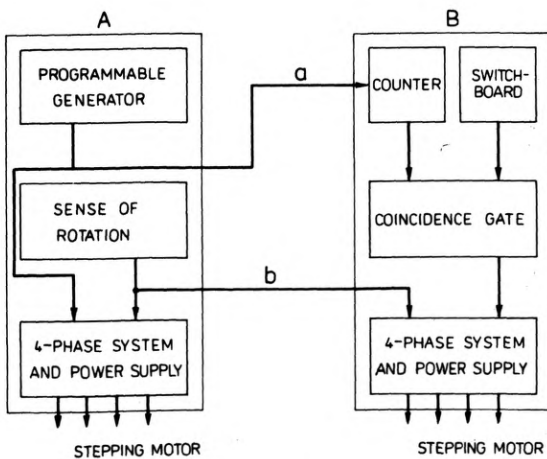 A
PROGRAMMABLE
GENERATOR
SENSE OF
ROTATION
4-PHASE SYSTEM
AND POWER SUPPLY
STEPPING MOTOR
a
b
B
COUNTER
SWITCH-
BOARD
COINCIDENCE GATE
4-PHASE SYSTEM
AND POWER SUPPLY
STEPPING MOTOR